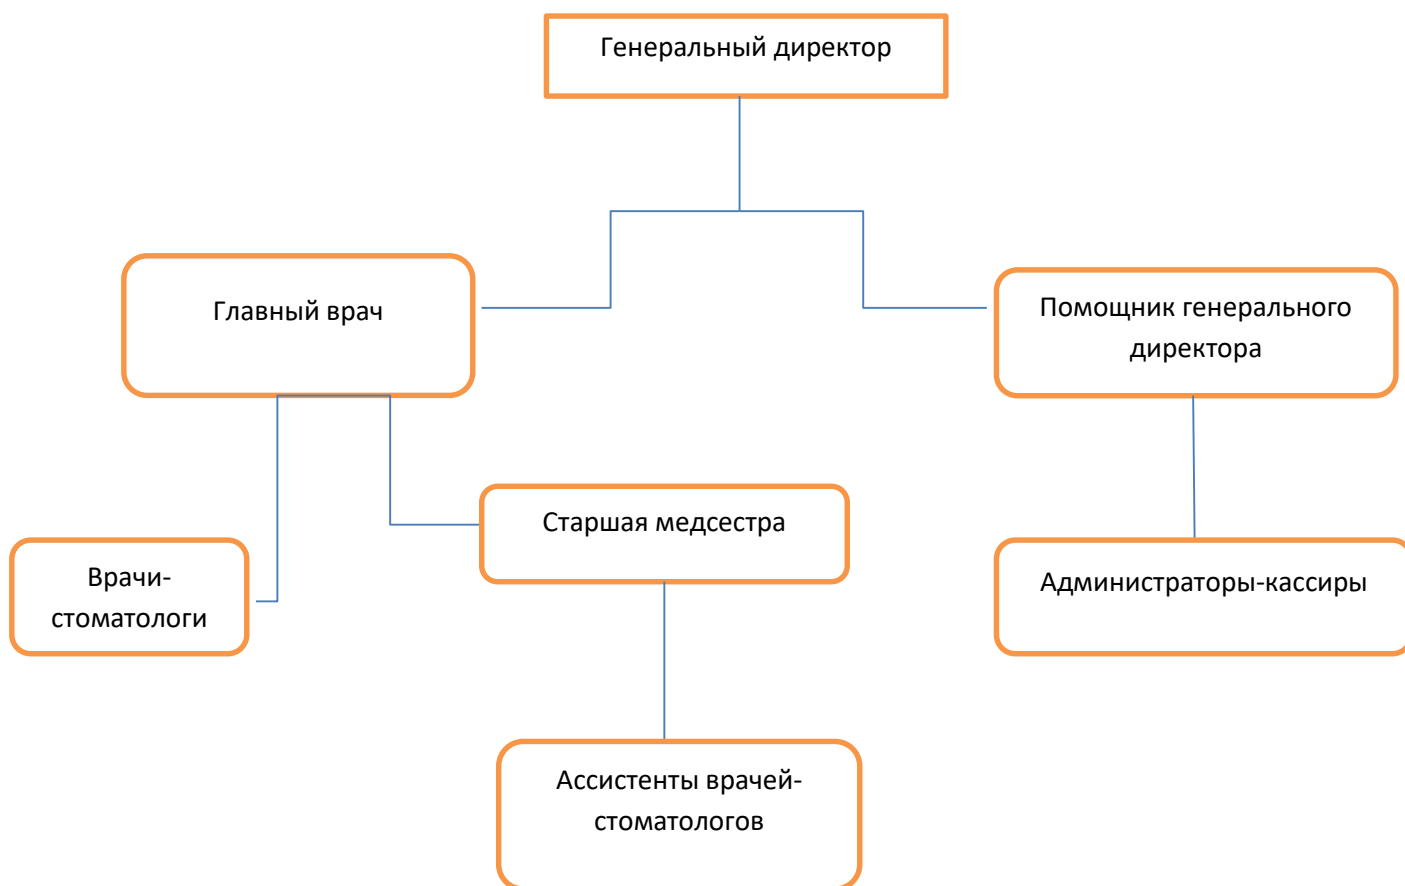 Генеральный директор
Главный врач
Помощник генерального
директора
Старшая медсестра
Врачи-
стоматологи
Администраторы-кассиры
Ассистенты врачей-
стоматологов